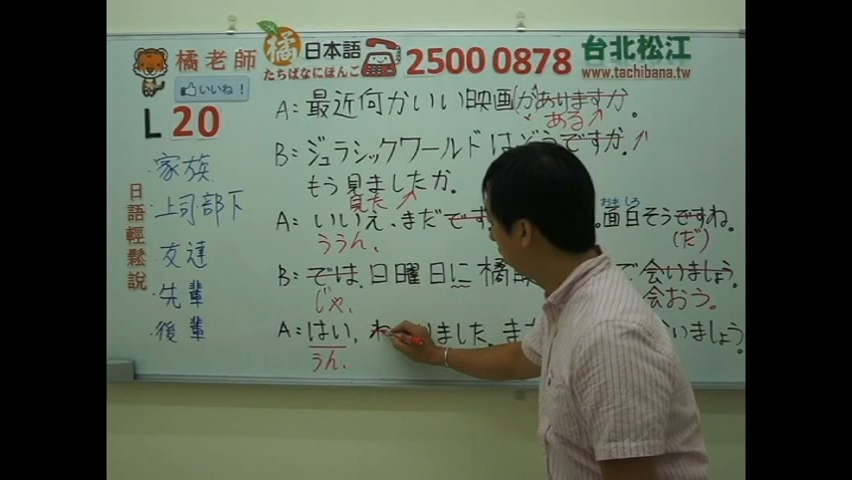 橘老師
橘日本語
たちばなにほんご
2500 0878
台北松江
www.tachibana.tw
いいね！
L 20
日語輕鬆說
・家族
・上司部下
・友達
・先輩
・後輩
A：最近何かいい映画(が)ありますか。
ある↗
B：ジュラシックワールドはどうですか。↗
もう見ましたか。
見た↗
A：いいえ、まだです
おも しろ
面白そうですね。
ううん、
(だ)
B：では、日曜日に橘
で会いましょう。
じゃ、
会おう。
A：はい、わ
りました。ま
いましょう。
うん、